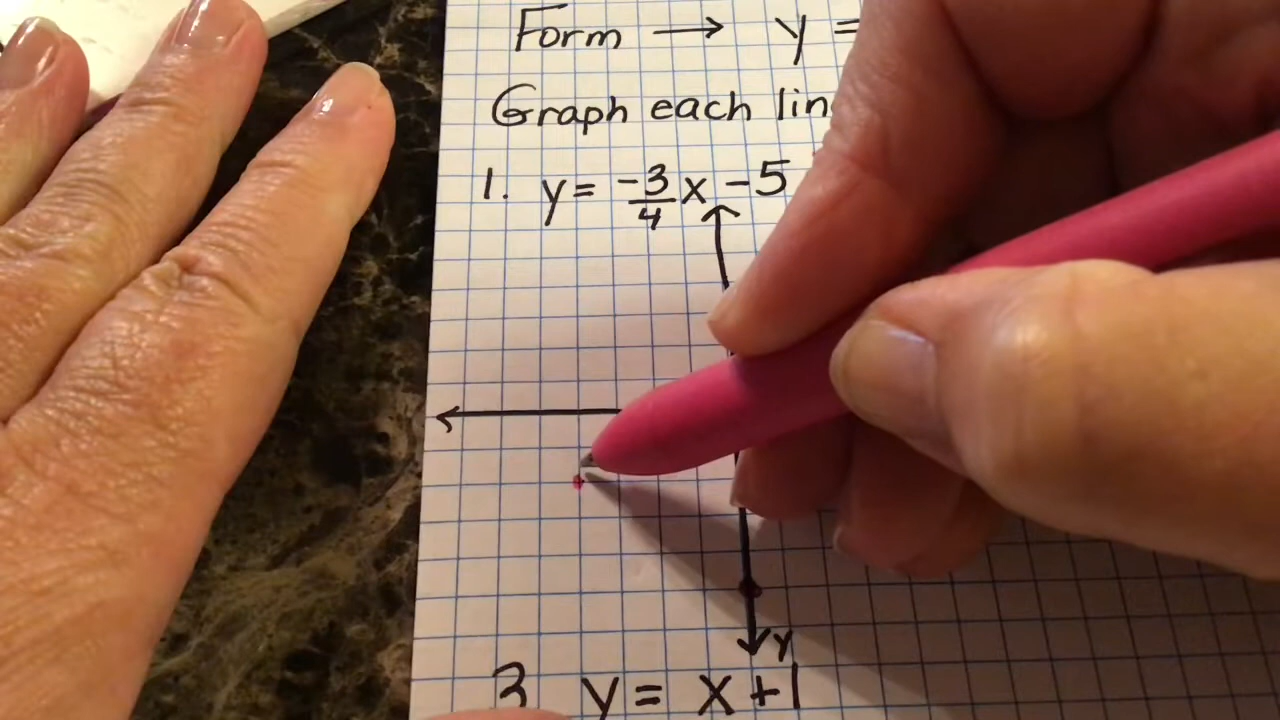 Form → y =
Graph each lin
1. y = -3/4 x - 5
y
3 y = x + 1